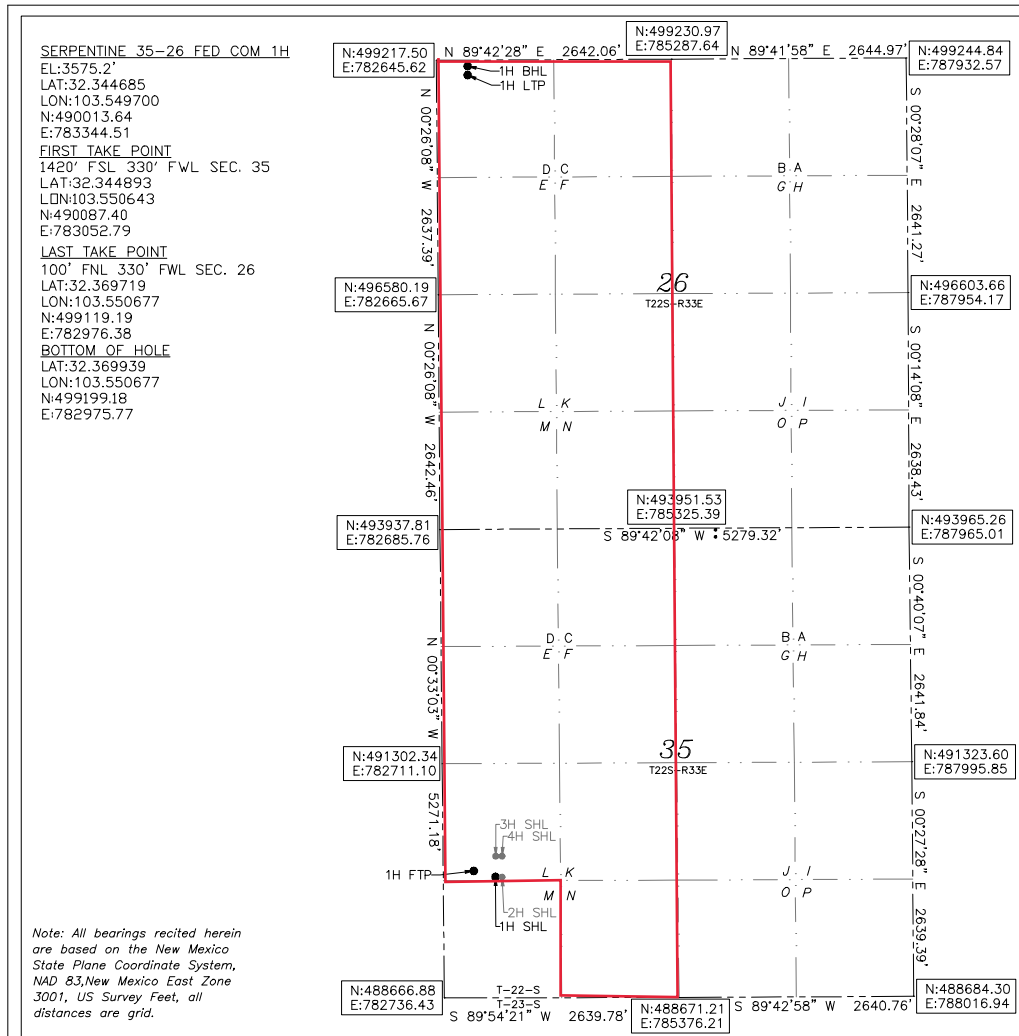 SERPENTINE 35-26 FED COM 1H
EL:3575.2'
LAT:32.344685
LON:103.549700
N:490013.64
E:783344.51
FIRST TAKE POINT
1420' FSL 330' FWL SEC. 35
LAT:32.344893
LON:103.550643
N:490087.40
E:783052.79
LAST TAKE POINT
100' FNL 330' FWL SEC. 26
LAT:32.369719
LON:103.550677
N:499119.19
E:782976.38
BOTTOM OF HOLE
LAT:32.369939
LON:103.550677
N:499199.18
E:782975.77
N:499217.50
E:782645.62
N 89°42'28" E 2642.06'
N:499230.97
E:785287.64
N 89°41'58" E 2644.97'
N:499244.84
E:787932.57
1H BHL
1H LTP
N 00°26'08" W 2637.39'
S 00°28'07" E 2641.27'
D C
E F
B A
G H
N:496580.19
E:782665.67
26
T22S-R33E
N:496603.66
E:787954.17
N 00°26'08" W 2642.46'
S 00°14'08" E 2638.43'
L K
M N
J I
O P
N:493937.81
E:782685.76
N:493951.53
E:785325.39
S 89°42'08" W : 5279.32'
N:493965.26
E:787965.01
N 00°33'03" W 5271.18'
S 00°40'07" E 2641.84'
D C
E F
B A
G H
N:491302.34
E:782711.10
35
T22S-R33E
N:491323.60
E:787995.85
S 00°27'28" E 2639.39'
3H SHL
4H SHL
1H FTP
L K
M N
J I
O P
2H SHL
1H SHL
N:488666.88
E:782736.43
T-22-S
T-23-S
S 89°54'21" W 2639.78'
N:488671.21
E:785376.21
S 89°42'58" W 2640.76'
N:488684.30
E:788016.94
Note: All bearings recited herein
are based on the New Mexico
State Plane Coordinate System,
NAD 83,New Mexico East Zone
3001, US Survey Feet, all
distances are grid.